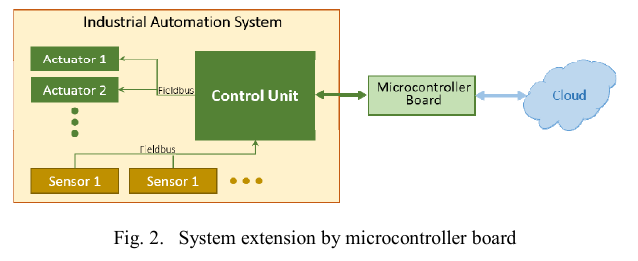 Industrial Automation System
Actuator 1
Actuator 2
Fieldbus
Control Unit
Microcontroller
Board
Cloud
Fieldbus
Sensor 1
Sensor 1
Fig. 2. System extension by microcontroller board